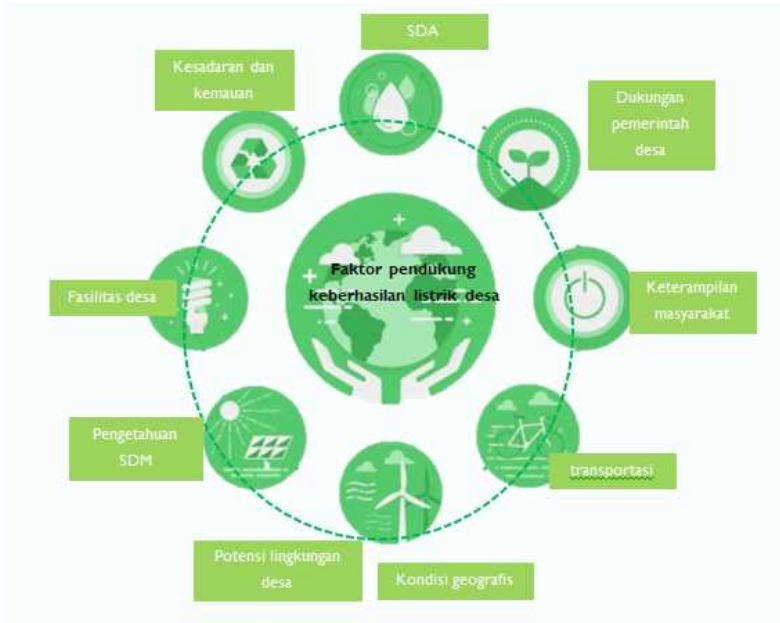 SDA
Kesadaran dan
kemauan
Dukungan
pemerintah
desa
Faktor pendukung
keberhasilan listrik desa
Fasilitas desa
Keterampilan
masyarakat
Pengetahuan
SDM
transportasi
Potensi lingkungan
desa
Kondisi geografis